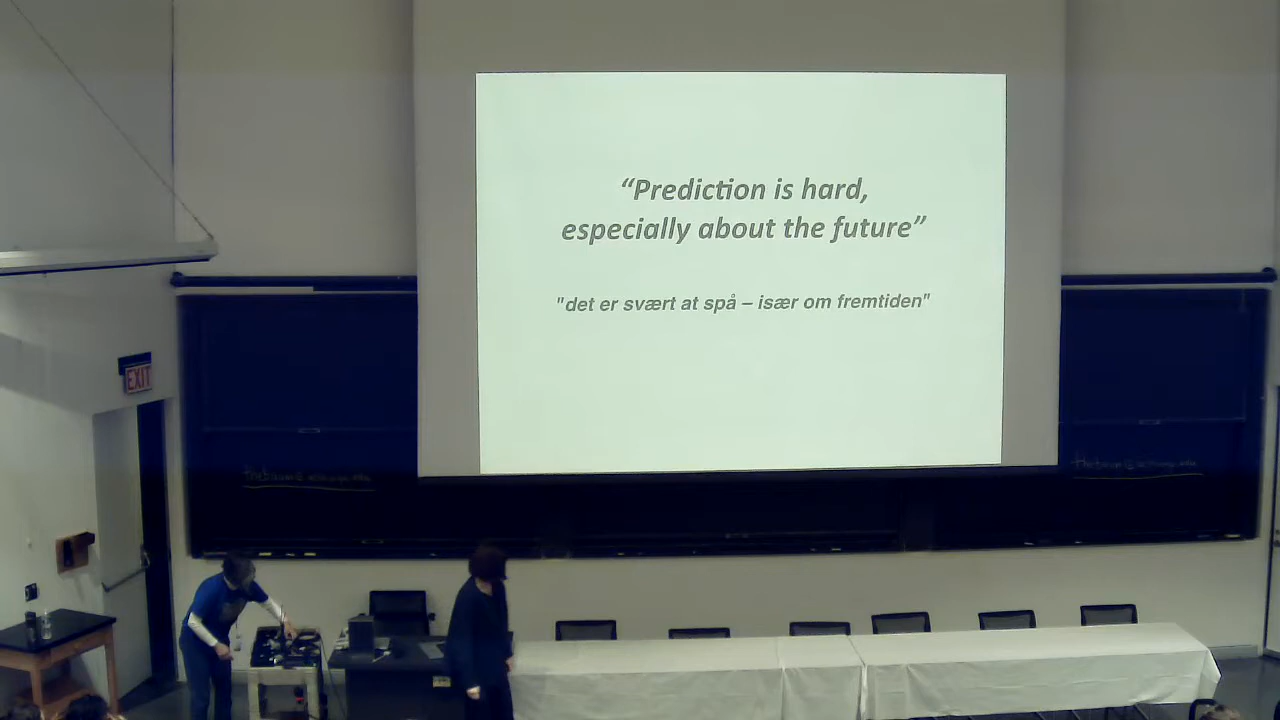 “Prediction is hard,
especially about the future”
"det er svært at spå – især om fremtiden"
EXIT